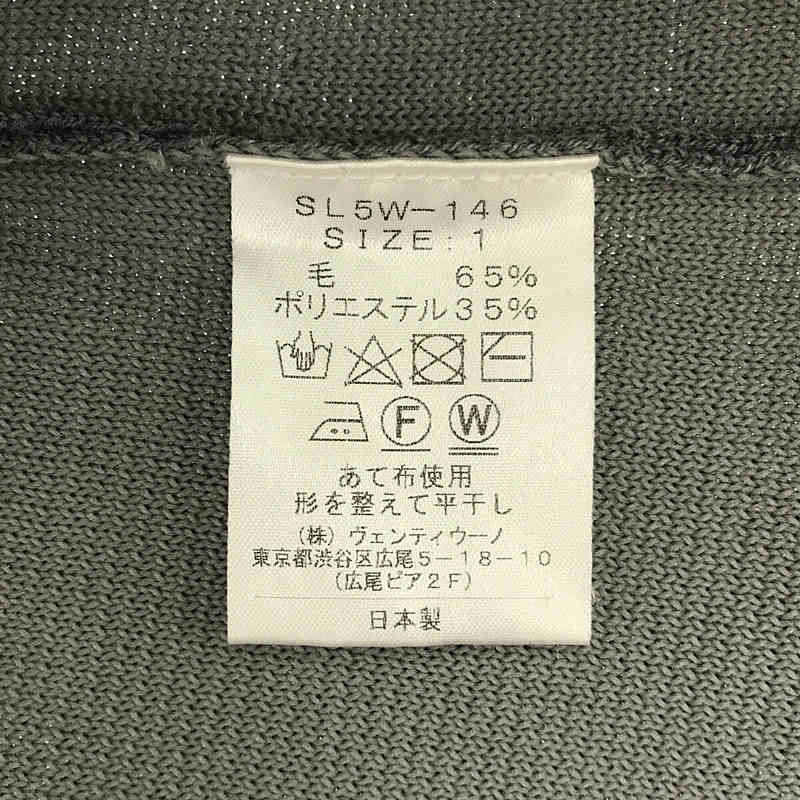 SL5W-146
SIZE:1
毛 65%
ポリエステル35%
F W
あて布使用
形を整えて平干し
(株)ヴェンティウーノ
東京都渋谷区広尾5-18-10
(広尾ピア2F)
日本製